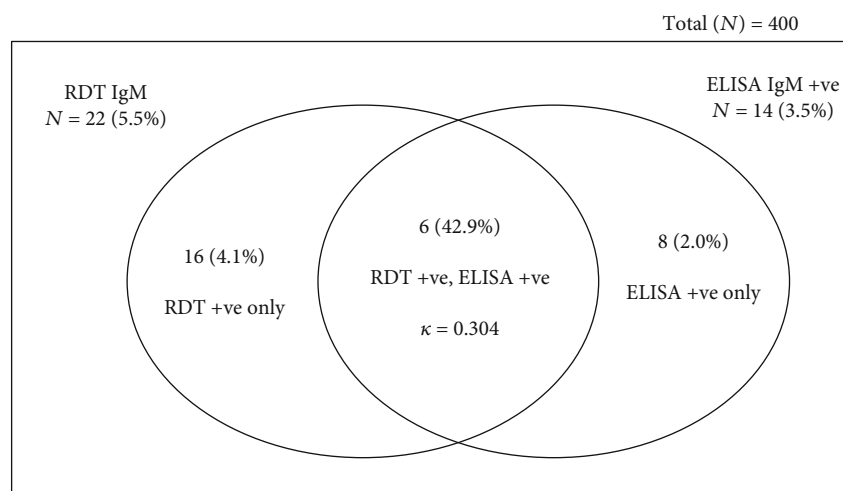 Total (N) = 400
RDT IgM
N = 22 (5.5%)
ELISA IgM +ve
N = 14 (3.5%)
16 (4.1%)
RDT +ve only
6 (42.9%)
RDT +ve, ELISA +ve
κ = 0.304
8 (2.0%)
ELISA +ve only